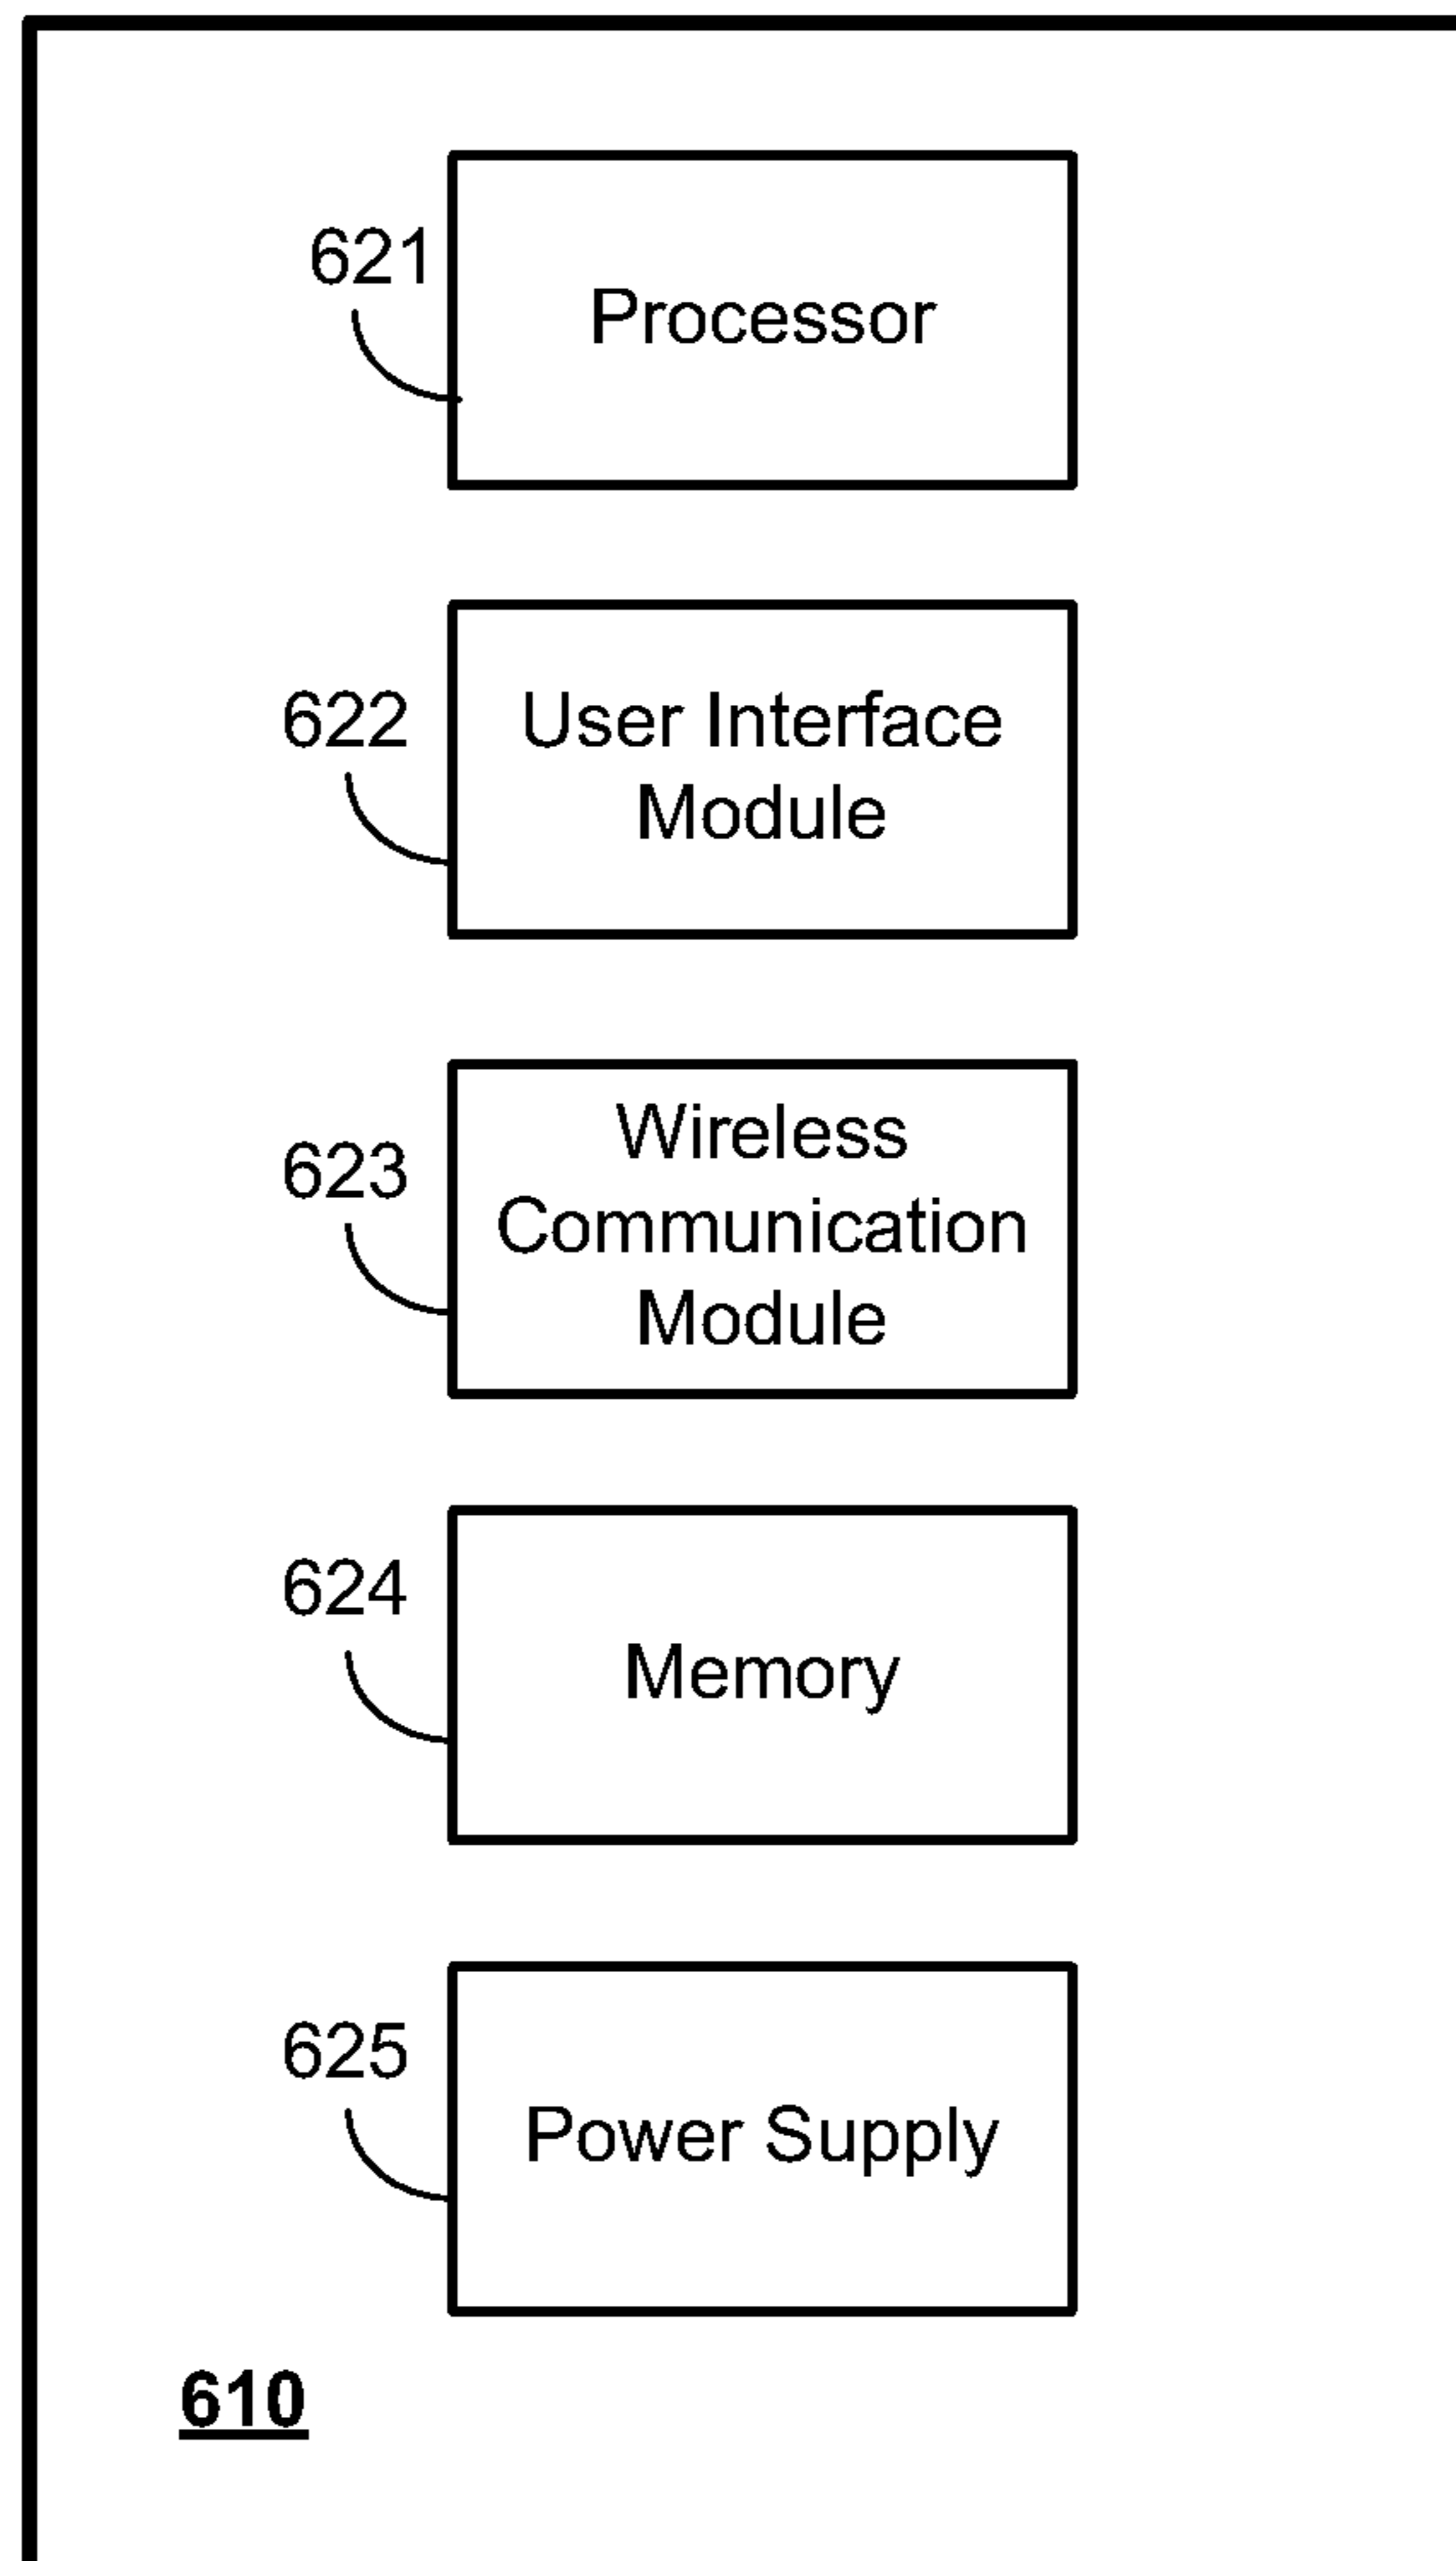 621
Processor
622
User Interface
Module
623
Wireless
Communication
Module
624
Memory
625
Power Supply
610